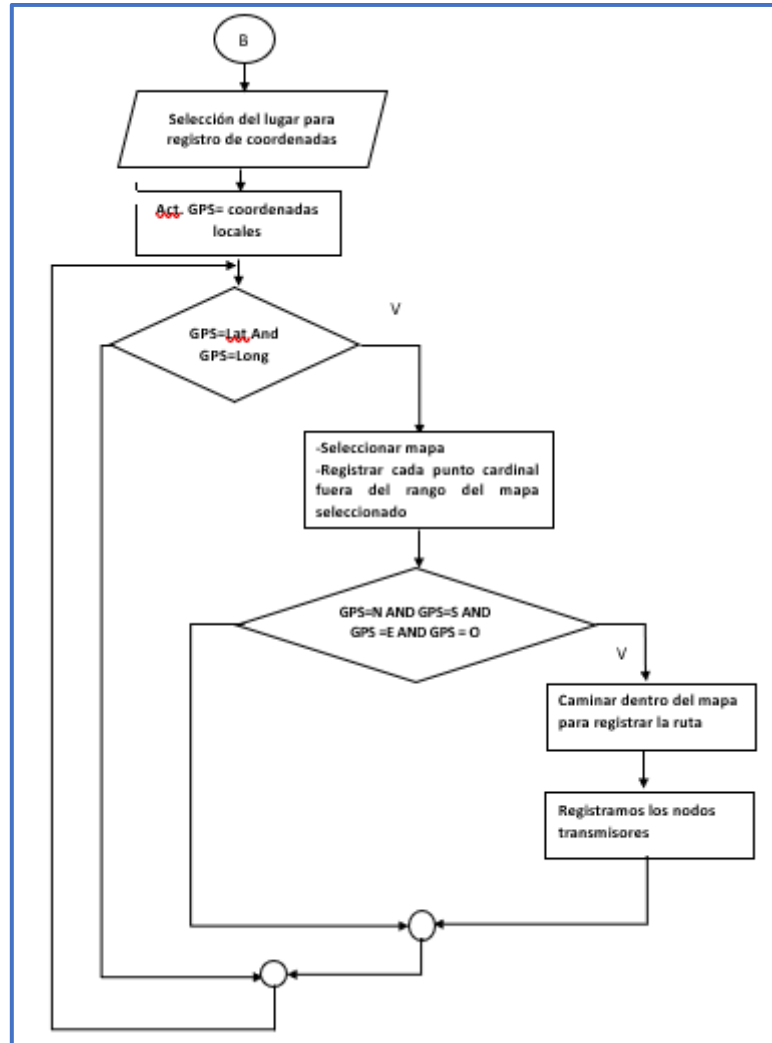 B
Selección del lugar para
registro de coordenadas
Act. GPS= coordenadas
locales
V
GPS=Lat And
GPS=Long
-Seleccionar mapa
-Registrar cada punto cardinal
fuera del rango del mapa
seleccionado
GPS=N AND GPS=S AND
GPS =E AND GPS = O
V
Caminar dentro del mapa
para registrar la ruta
Registramos los nodos
transmisores